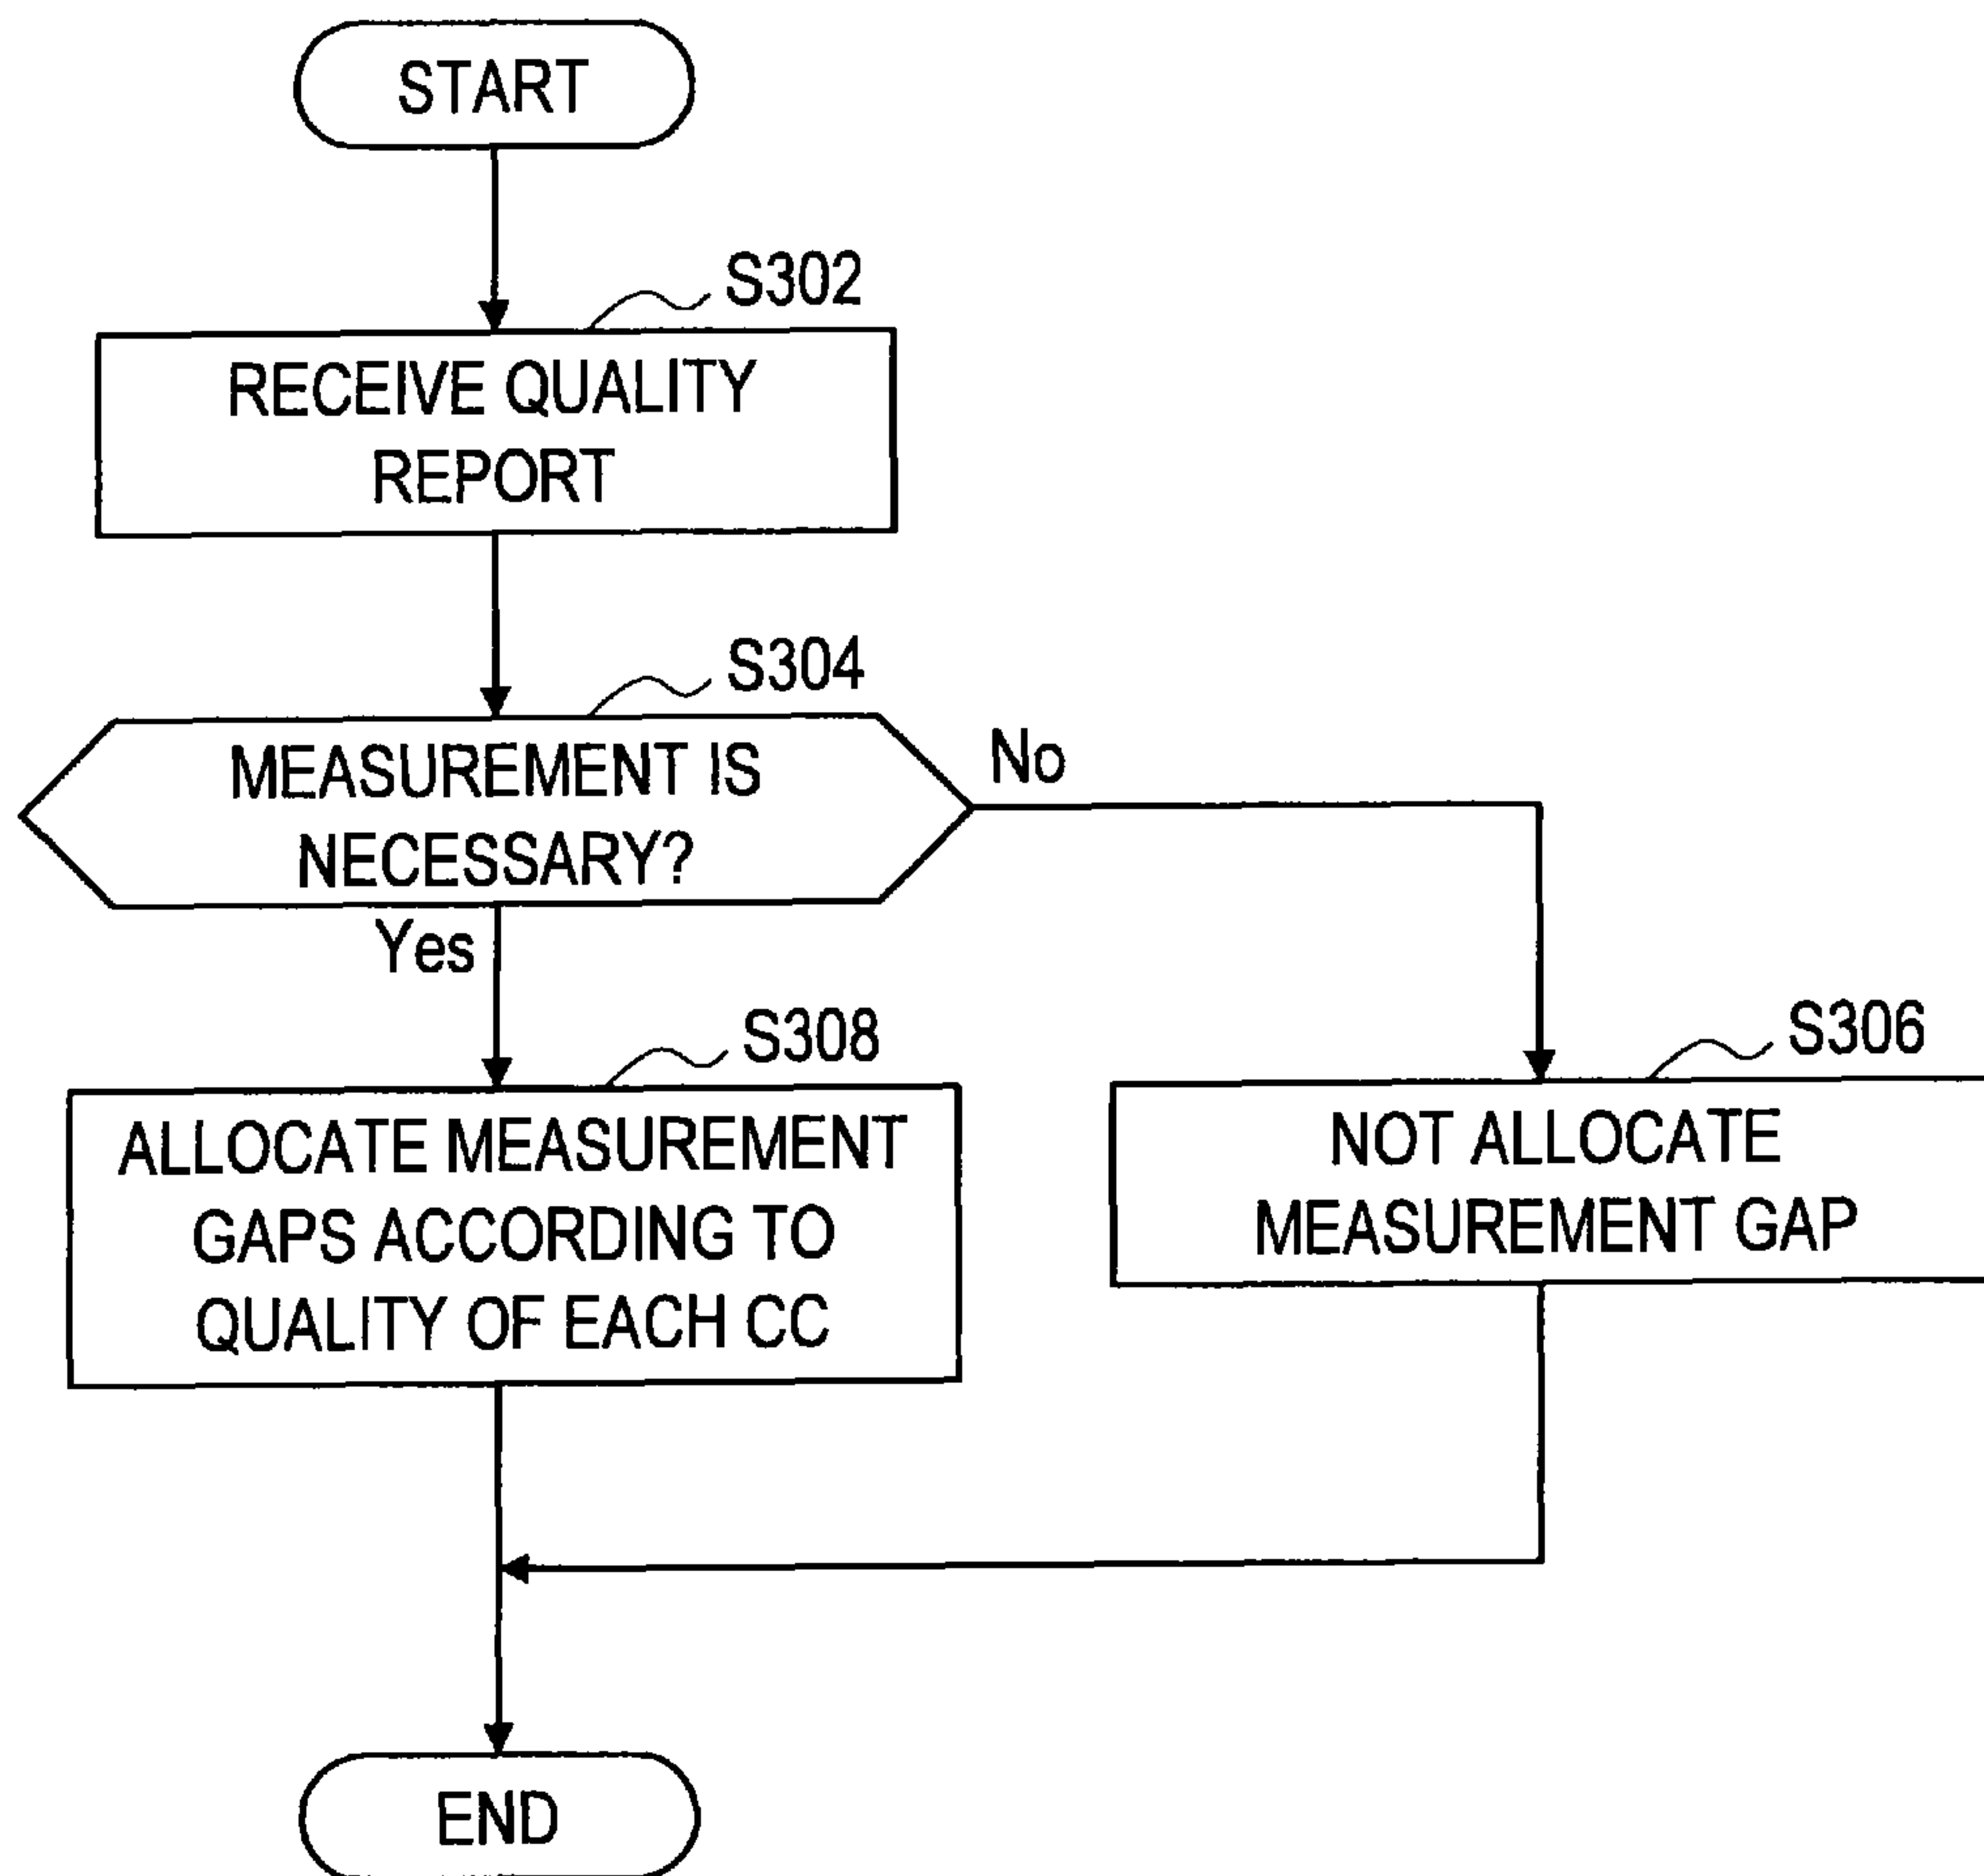 START
S302
RECEIVE QUALITY
REPORT
S304
MEASUREMENT IS
NECESSARY?
No
Yes
S308
ALLOCATE MEASUREMENT
GAPS ACCORDING TO
QUALITY OF EACH CC
S306
NOT ALLOCATE
MEASUREMENT GAP
END